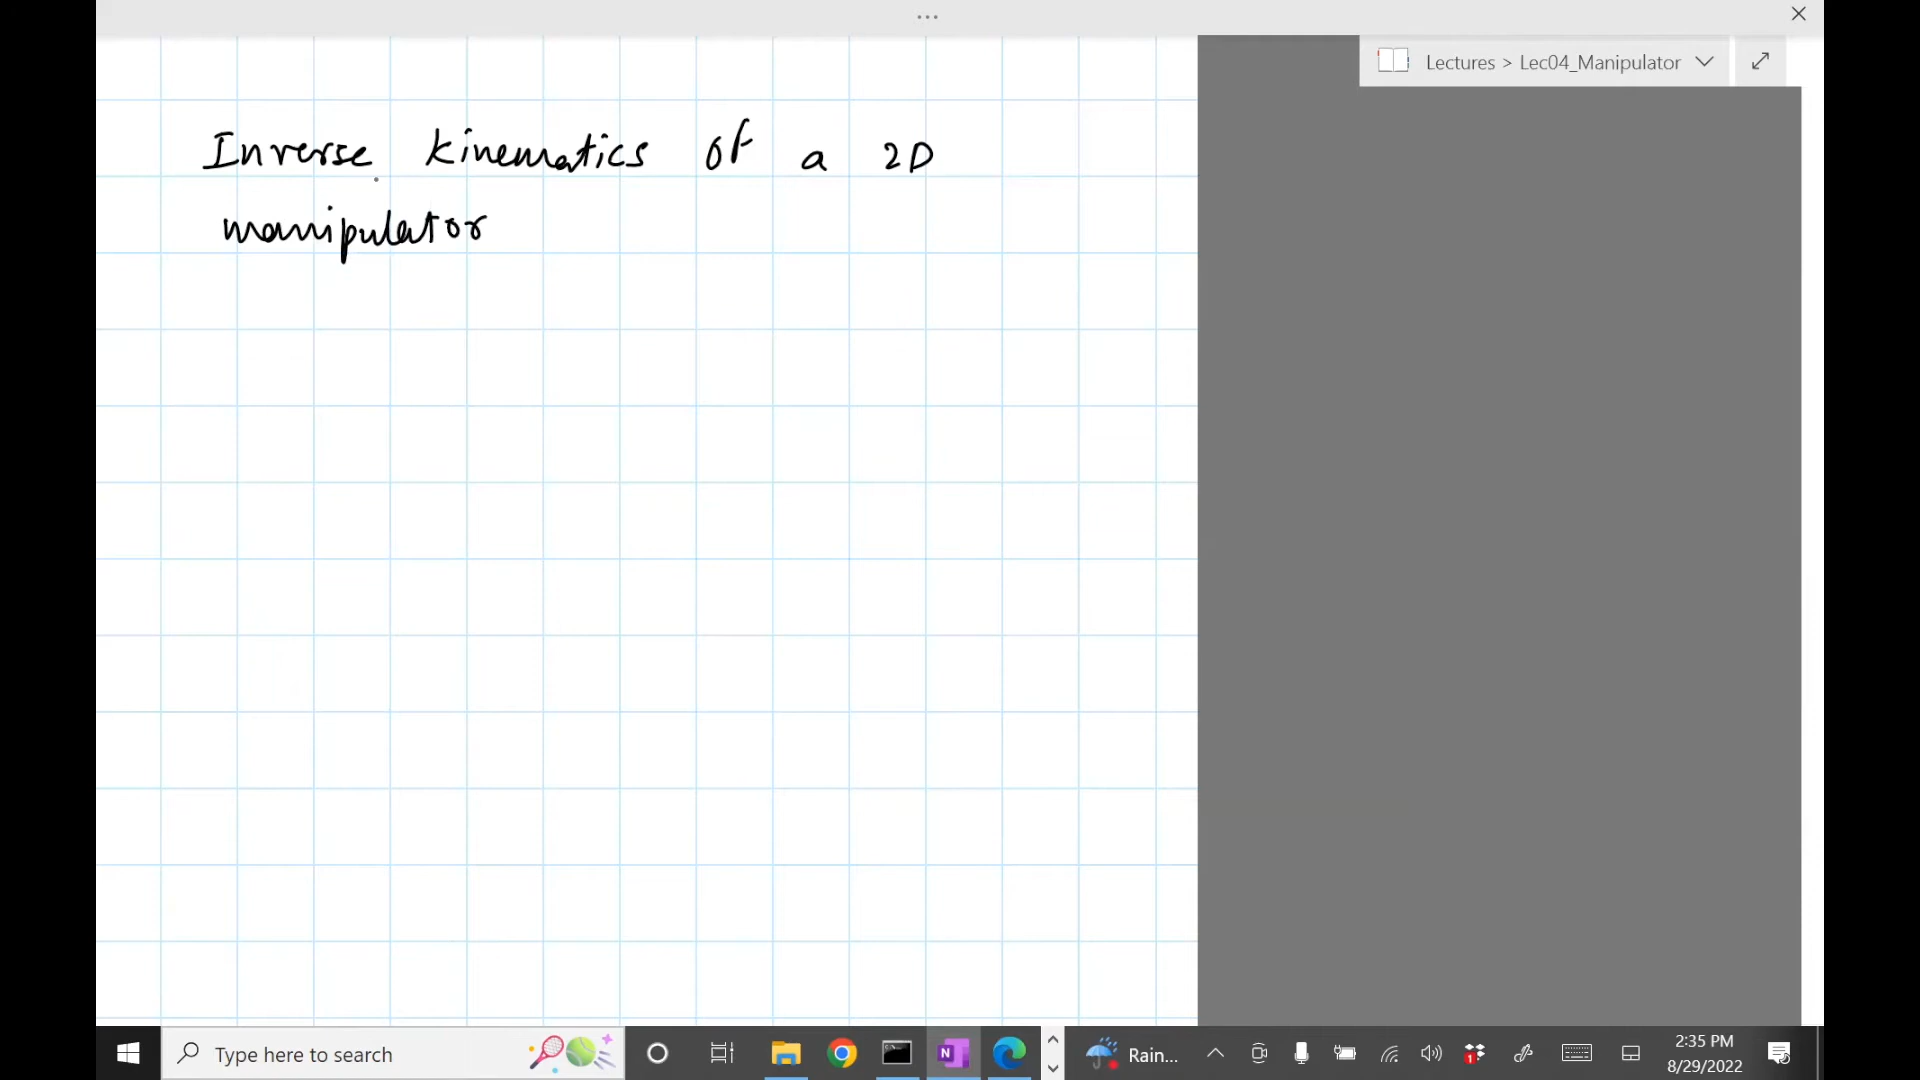 Lectures > Lec04_Manipulator
Inverse kinematics of a 2D
manipulator
Type here to search
Rain...
2:35 PM
8/29/2022